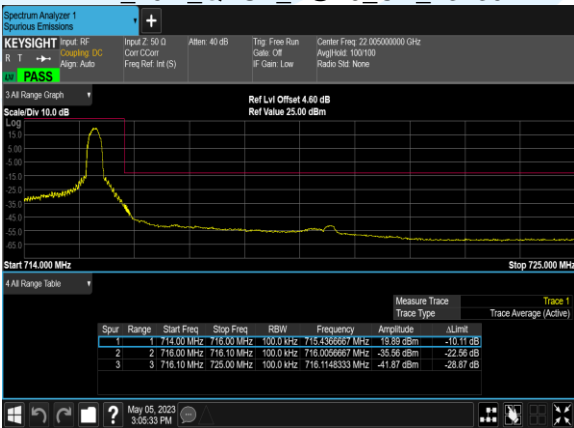 Spectrum Analyzer 1
Spurious Emissions
KEYSIGHT Input: RF Input Z: 50 Ω Atten: 40 dB Trig: Free Run Center Freq: 22.005000000 GHz
R T Coupling: DC Corr CCorr Gate: Off Avg|Hold: 100/100
Align: Auto Freq Ref: Int (S) IF Gain: Low Radio Std: None
LW PASS
3 All Range Graph
Ref Lvl Offset 4.60 dB
Scale/Div 10.0 dB Ref Value 25.00 dBm
Log
15.0
5.00
-5.00
-15.0
-25.0
-35.0
-45.0
-55.0
-65.0
Start 714.000 MHz Stop 725.000 MHz
4 All Range Table
Measure Trace Trace 1
Trace Type Trace Average (Active)
Spur Range Start Freq Stop Freq RBW Frequency Amplitude ΔLimit
1 1 714.00 MHz 716.00 MHz 100.0 kHz 715.4366667 MHz 19.89 dBm -10.11 dB
2 2 716.00 MHz 716.10 MHz 100.0 kHz 716.0056667 MHz -35.56 dBm -22.56 dB
3 3 716.10 MHz 725.00 MHz 100.0 kHz 716.1148333 MHz -41.87 dBm -28.87 dB
? May 05, 2023
3:05:33 PM